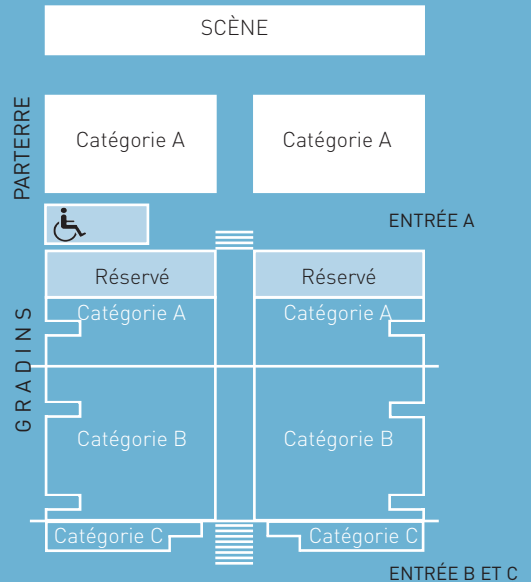 SCÈNE
PARTERRE
Catégorie A Catégorie A
ENTRÉE A
Réservé Réservé
GRADINS
Catégorie A Catégorie A
Catégorie B Catégorie B
Catégorie C Catégorie C
ENTRÉE B ET C